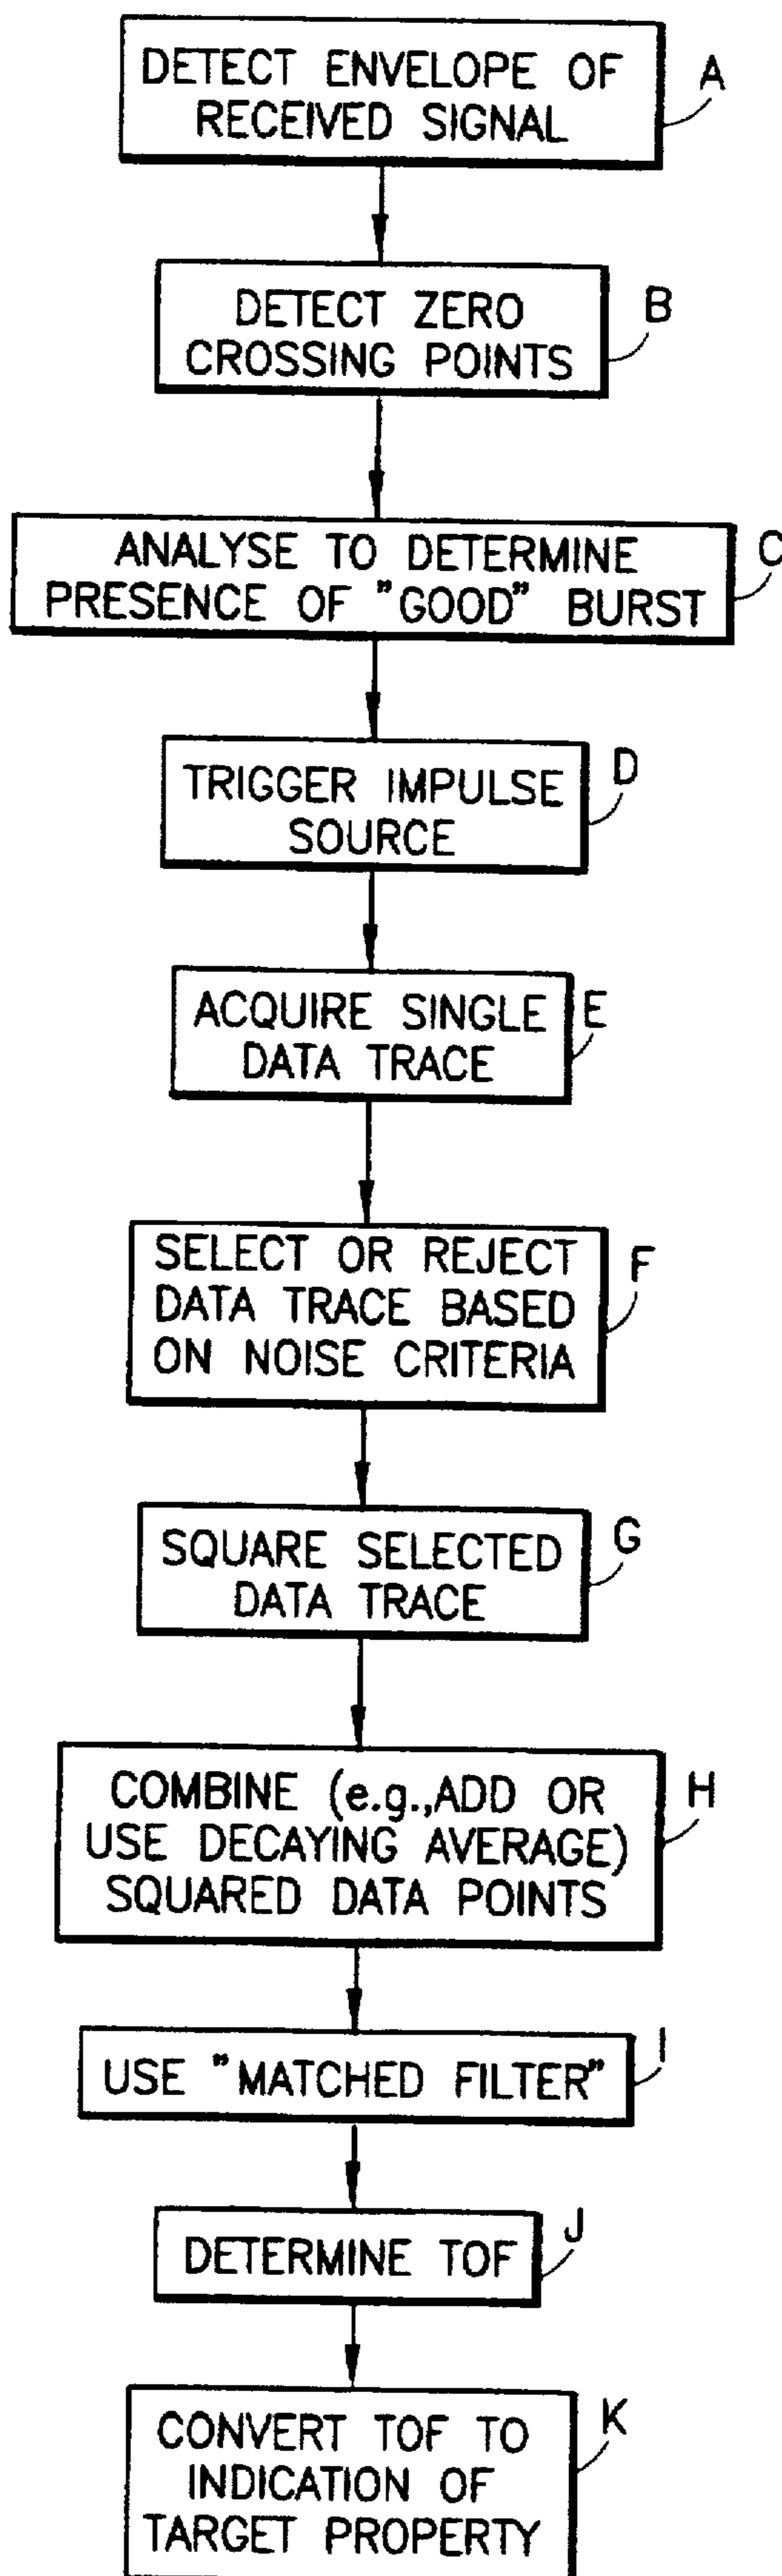 DETECT ENVELOPE OF
RECEIVED SIGNAL
A
DETECT ZERO
CROSSING POINTS
B
ANALYSE TO DETERMINE
PRESENCE OF "GOOD" BURST
C
TRIGGER IMPULSE
SOURCE
D
ACQUIRE SINGLE
DATA TRACE
E
SELECT OR REJECT
DATA TRACE BASED
ON NOISE CRITERIA
F
SQUARE SELECTED
DATA TRACE
G
COMBINE (e.g.,ADD OR
USE DECAYING AVERAGE)
SQUARED DATA POINTS
H
USE "MATCHED FILTER"
I
DETERMINE TOF
J
CONVERT TOF TO
INDICATION OF
TARGET PROPERTY
K